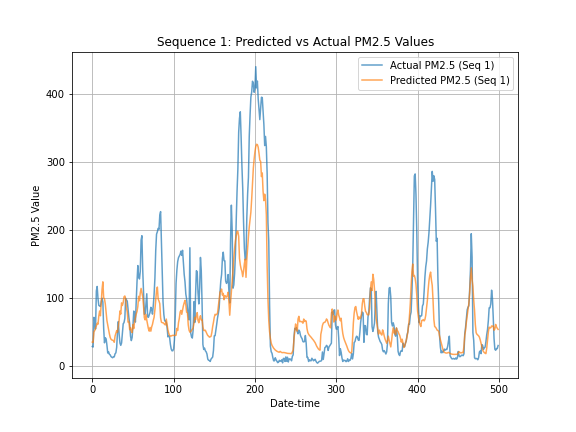 Sequence 1: Predicted vs Actual PM2.5 Values
Actual PM2.5 (Seq 1)
Predicted PM2.5 (Seq 1)
400
300
200
100
0
PM2.5 Value
0
100
200
300
400
500
Date-time